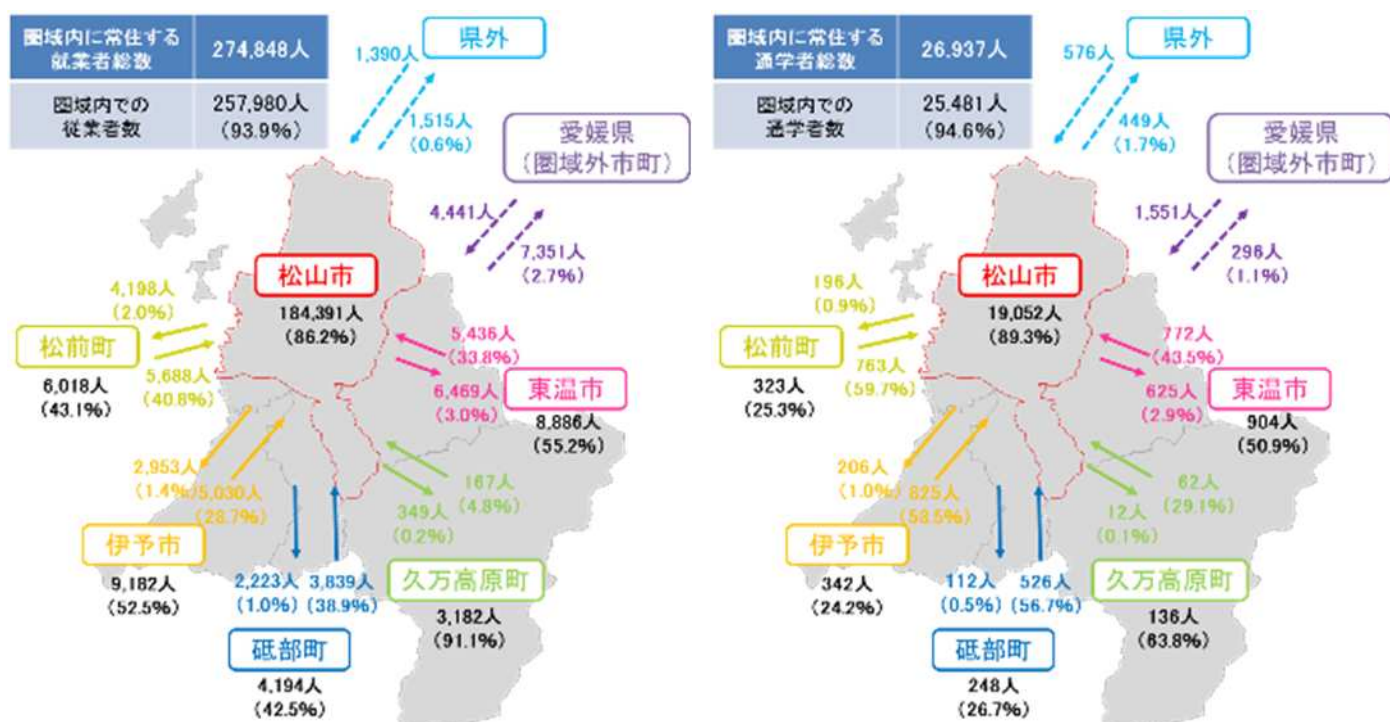 圏域内に常住する
就業者総数
274,848人
圏域内での
従業者数
257,980人
(93.9%)
県外
1,390人
1,515人
(0.6%)
愛媛県
(圏域外市町)
4,441人
7,351人
(2.7%)
松山市
184,391人
(86.2%)
4,198人
(2.0%)
松前町
6,018人
(43.1%)
5,688人
(40.8%)
5,436人
(33.8%)
6,469人
(3.0%)
東温市
8,886人
(55.2%)
2,953人
(1.4%)
5,030人
(28.7%)
伊予市
9,182人
(52.5%)
167人
(4.8%)
349人
(0.2%)
久万高原町
3,182人
(91.1%)
2,223人
(1.0%)
3,839人
(38.9%)
砥部町
4,194人
(42.5%)
圏域内に常住する
通学者総数
26,937人
圏域内での
通学者数
25.481人
(94.6%)
県外
576人
449人
(1.7%)
愛媛県
(圏域外市町)
1,551人
296人
(1.1%)
松山市
19,052人
(89.3%)
196人
(0.9%)
松前町
323人
(25.3%)
763人
(59.7%)
772人
(43.5%)
625人
(2.9%)
東温市
904人
(50.9%)
206人
(1.0%)
825人
(58.5%)
伊予市
342人
(24.2%)
62人
(29.1%)
12人
(0.1%)
久万高原町
136人
(63.8%)
112人
(0.5%)
526人
(56.7%)
砥部町
248人
(26.7%)